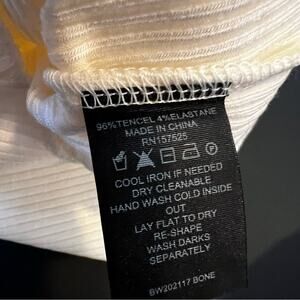 96%TENCEL 4%ELASTANE
MADE IN CHINA
RN157525
COOL IRON IF NEEDED
DRY CLEANABLE
HAND WASH COLD INSIDE
OUT
LAY FLAT TO DRY
RE-SHAPE
WASH DARKS
SEPARATELY
BW202117 BONE